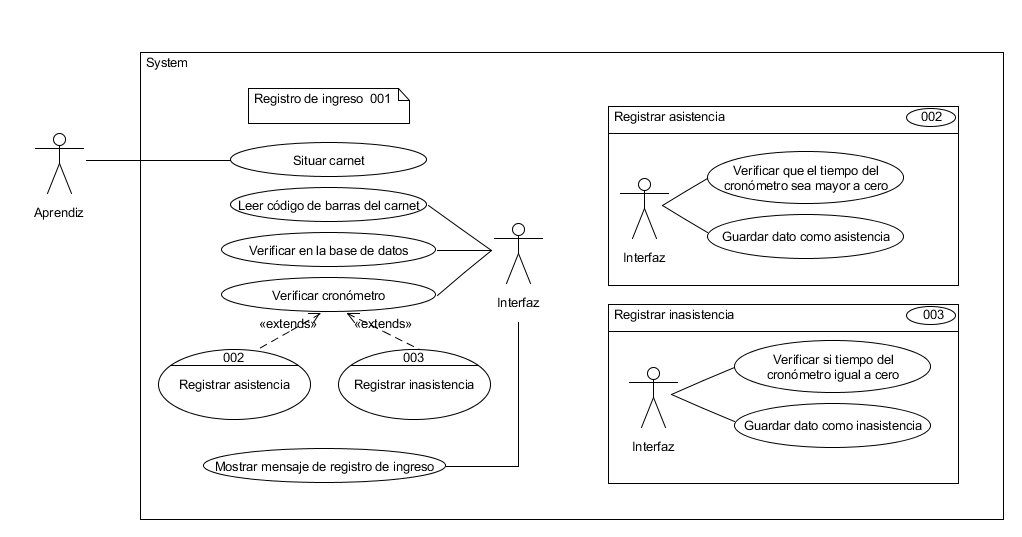 System
Registro de ingreso 001
Aprendiz
Situar carnet
Leer código de barras del carnet
Verificar en la base de datos
Verificar cronómetro
Interfaz
«extends»
«extends»
002
Registrar asistencia
003
Registrar inasistencia
Mostrar mensaje de registro de ingreso
Registrar asistencia
002
Verificar que el tiempo del
cronómetro sea mayor a cero
Guardar dato como asistencia
Interfaz
Registrar inasistencia
003
Verificar si tiempo del
cronómetro igual a cero
Guardar dato como inasistencia
Interfaz